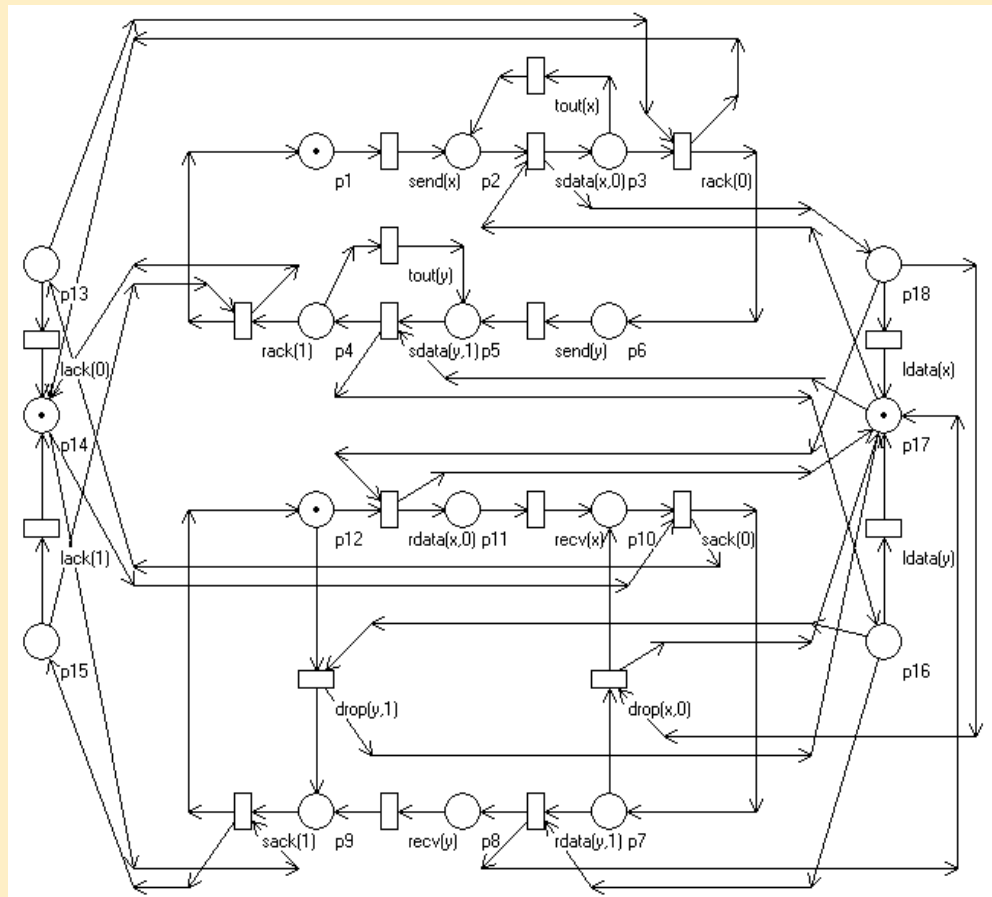 tout(x)
p1 send(x) p2 sdata(x,0) p3 rack(0)
p13 tout(y) p18
rack(1) p4 sdata(y,1) p5 send(y) p6
lack(0) ldata(x)
p14 p17
p12 rdata(x,0) p11 recv(x) p10 sack(0)
lack(1) ldata(y)
p15 p16
drop(y,1) drop(x,0)
sack(1) p9 recv(y) p8 rdata(y,1) p7